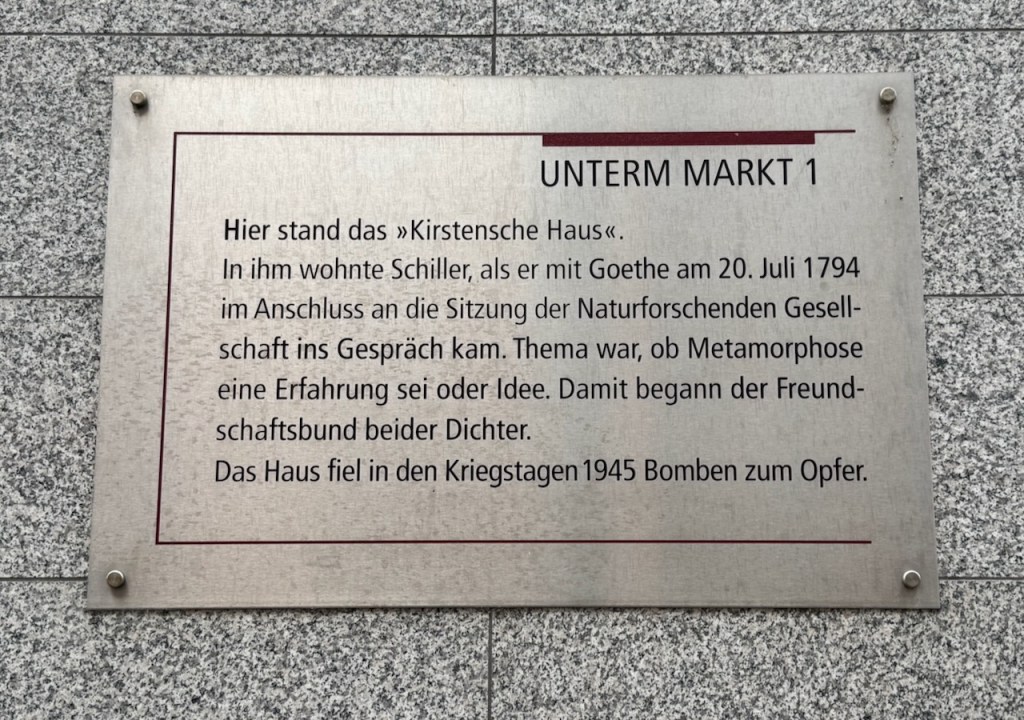 UNTERM MARKT 1
Hier stand das »Kirstensche Haus«.
In ihm wohnte Schiller, als er mit Goethe am 20. Juli 1794
im Anschluss an die Sitzung der Naturforschenden Gesell-
schaft ins Gespräch kam. Thema war, ob Metamorphose
eine Erfahrung sei oder Idee. Damit begann der Freund-
schaftsbund beider Dichter.
Das Haus fiel in den Kriegstagen 1945 Bomben zum Opfer.